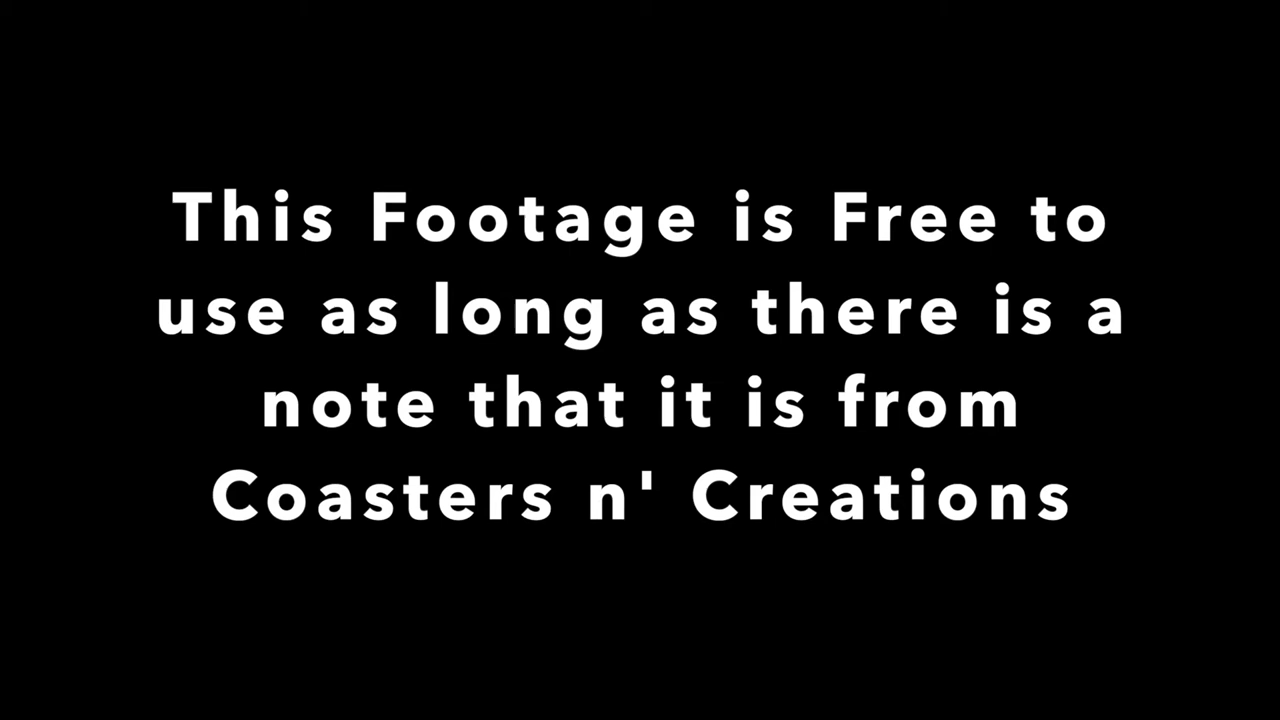 This Footage is Free to
use as long as there is a
note that it is from
Coasters n' Creations